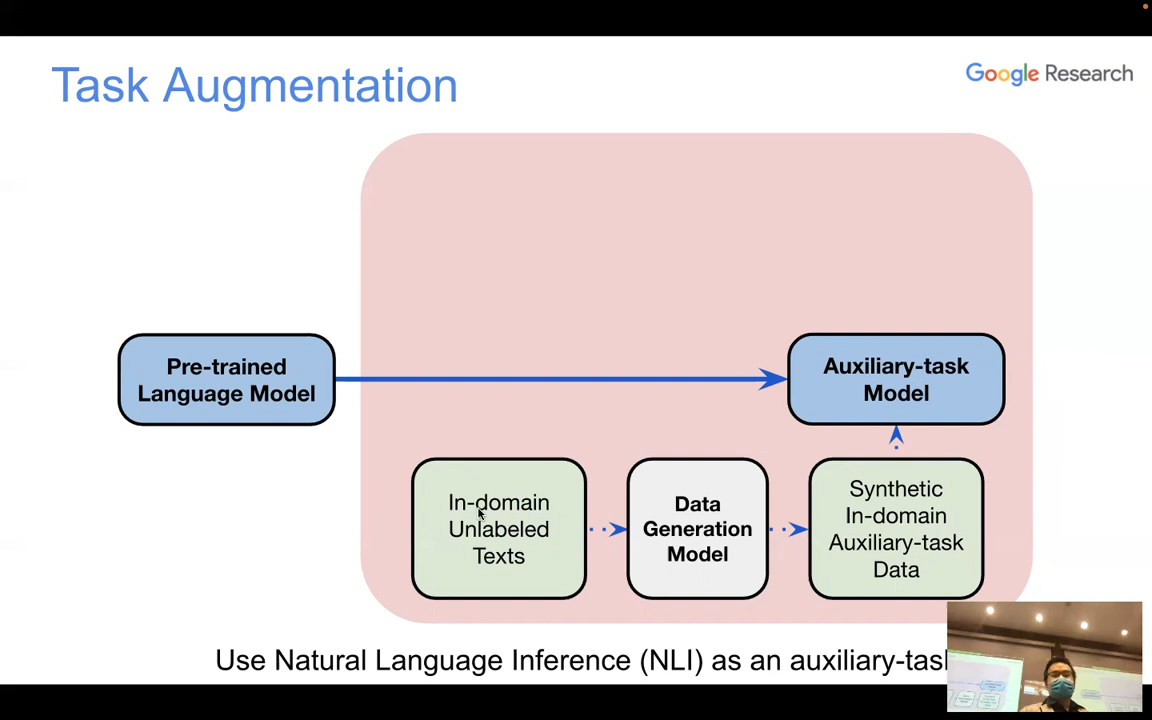 Task Augmentation
Google Research
Pre-trained
Language Model
Auxiliary-task
Model
In-domain
Unlabeled
Texts
Data
Generation
Model
Synthetic
In-domain
Auxiliary-task
Data
Use Natural Language Inference (NLI) as an auxiliary-tas